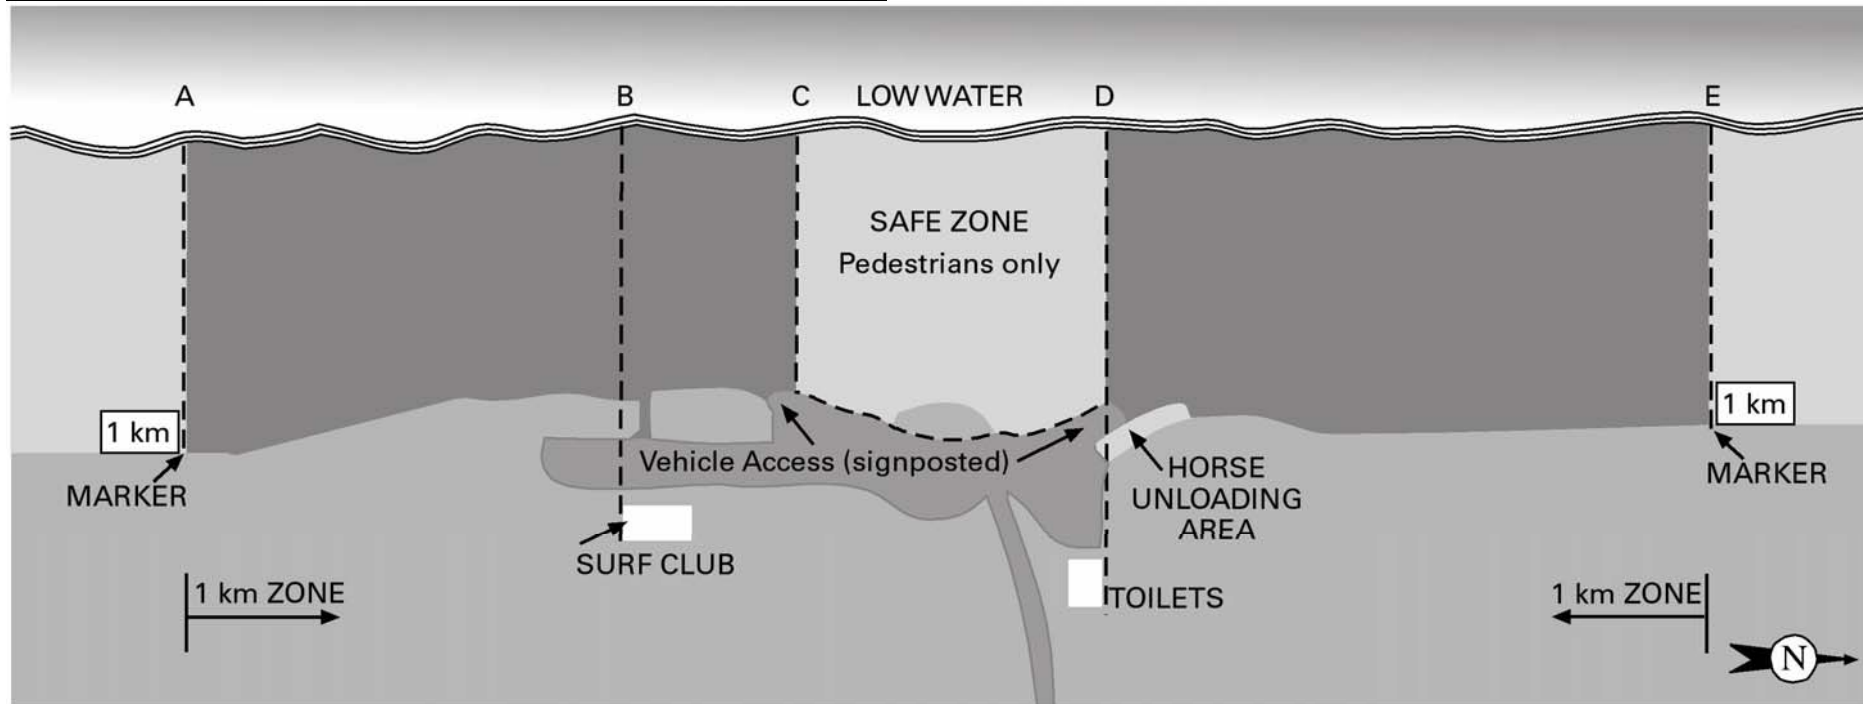 A
B
C
LOW WATER
D
E
SAFE ZONE
Pedestrians only
1 km
1 km
MARKER
Vehicle Access (signposted)
HORSE
UNLOADING
AREA
MARKER
SURF CLUB
1 km ZONE
TOILETS
1 km ZONE
N